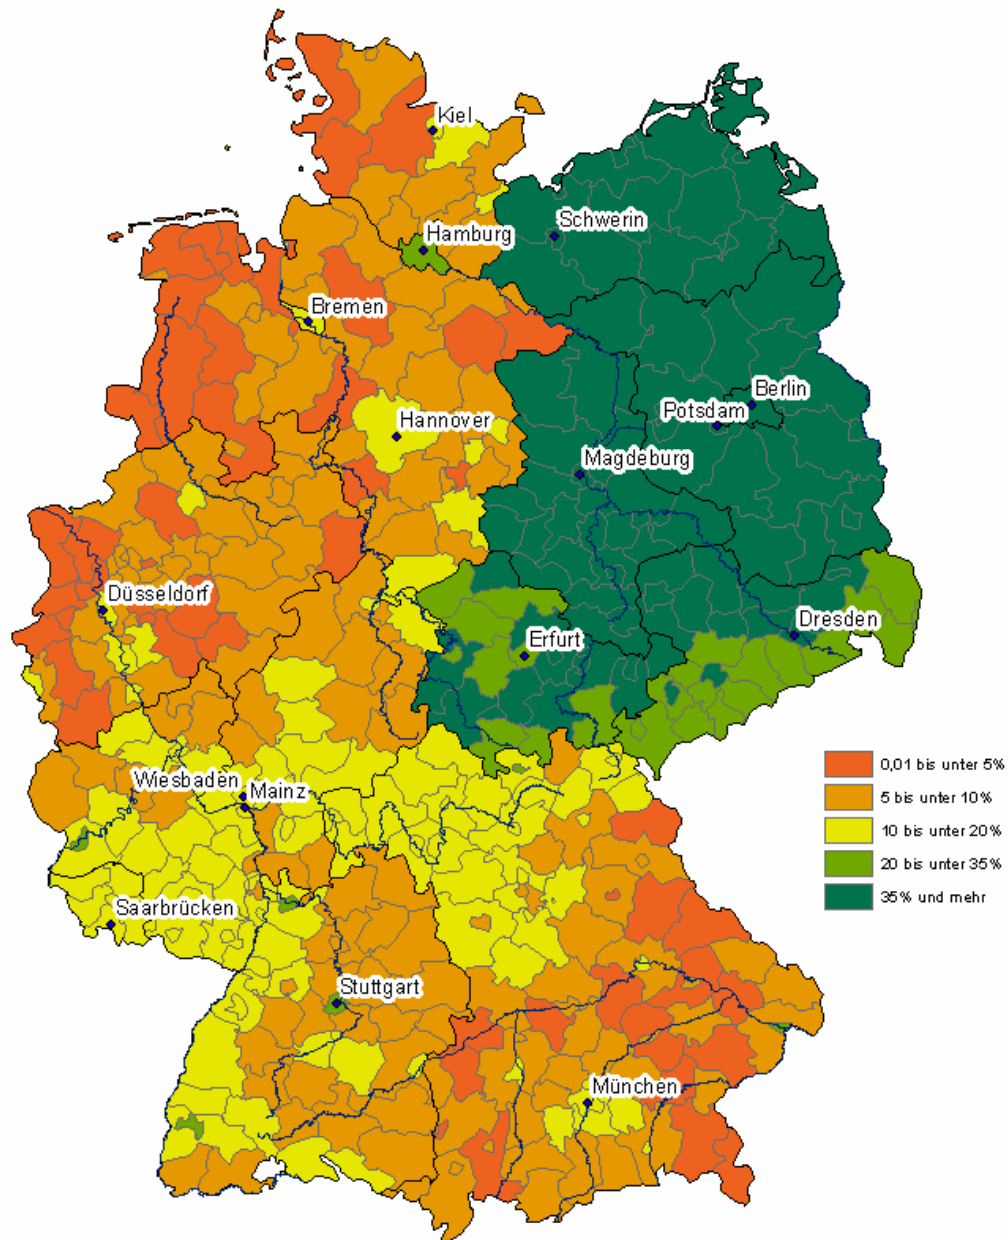 Kiel
Schwerin
Hamburg
Bremen
Berlin
Potsdam
Hannover
Magdeburg
Düsseldorf
Dresden
Erfurt
Wiesbaden
Mainz
Saarbrücken
Stuttgart
München
0,01 bis unter 5%
5 bis unter 10%
10 bis unter 20%
20 bis unter 35%
35% und mehr